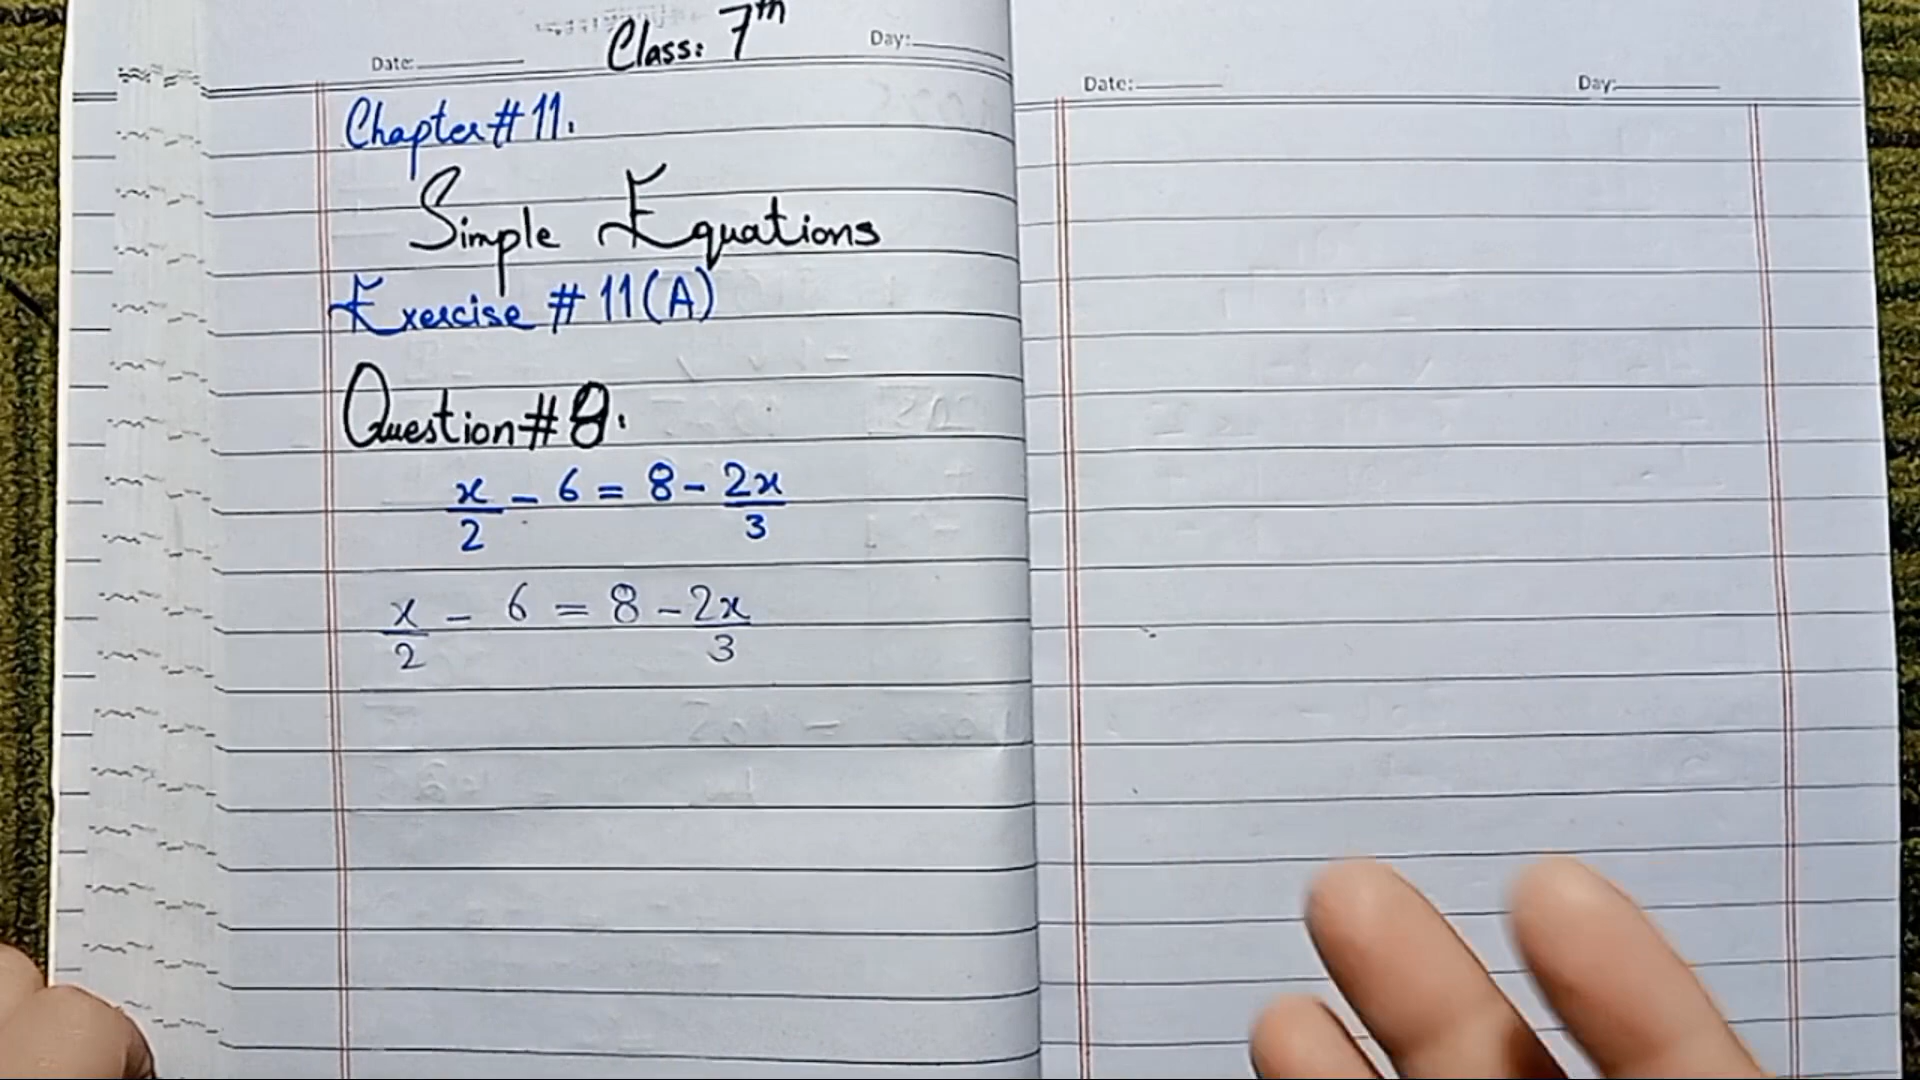 Class: 7th
Date: Day:
Chapter # 11.
Simple Equations
Exercise # 11(A)
Question # 8.
x/2 - 6 = 8 - 2x/3
x/2 - 6 = 8 - 2x/3
Date: Day: